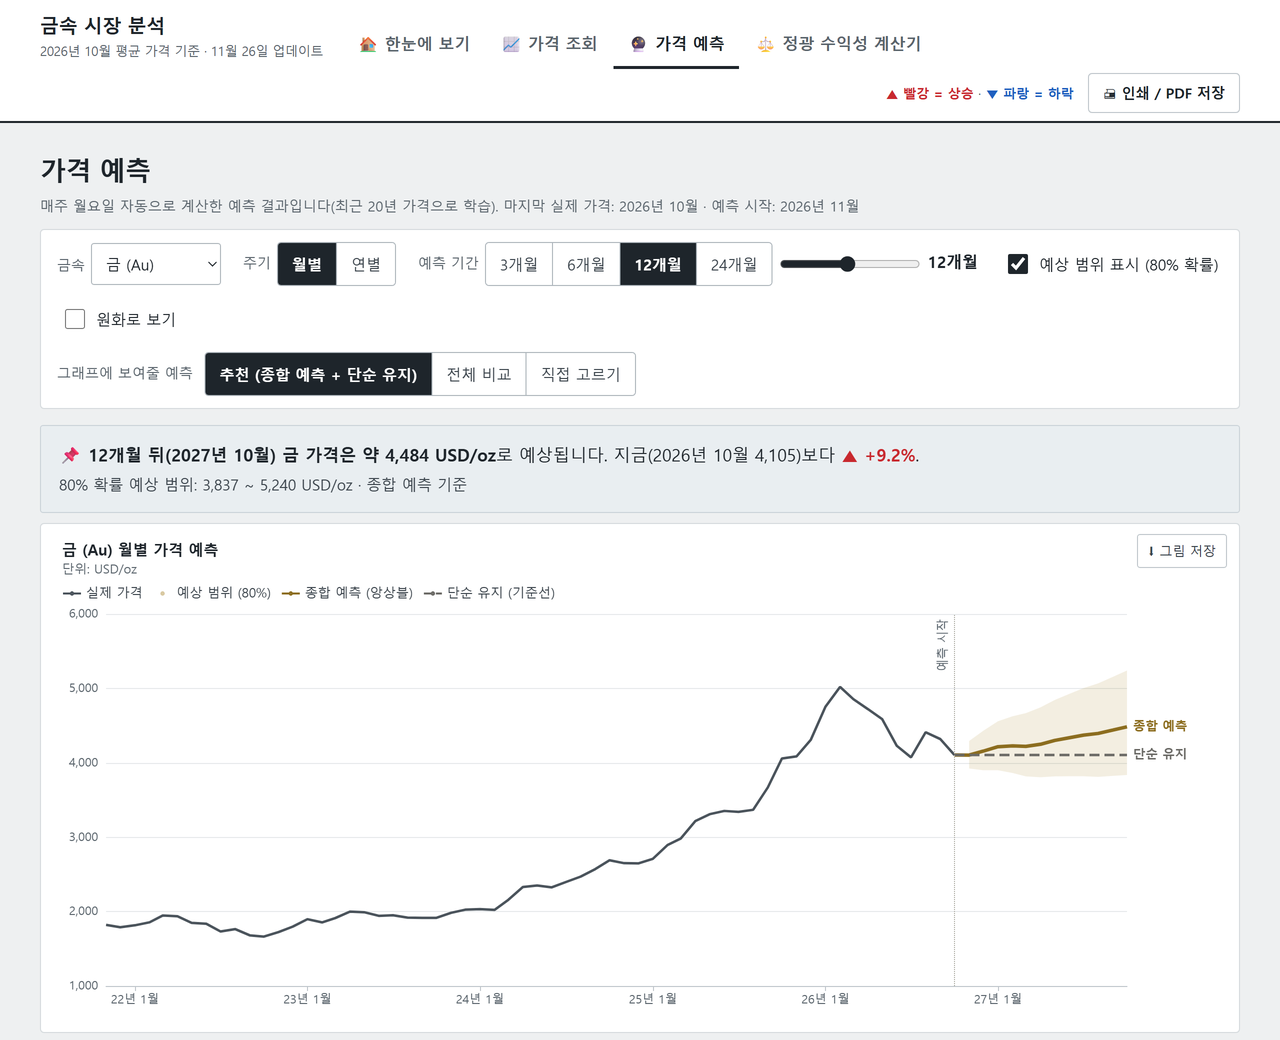 금속 시장 분석
2026년 10월 평균 가격 기준 · 11월 26일 업데이트
한눈에 보기
가격 조회
가격 예측
정광 수익성 계산기
▲ 빨강 = 상승 · ▼ 파랑 = 하락
인쇄 / PDF 저장
가격 예측
매주 월요일 자동으로 계산한 예측 결과입니다(최근 20년 가격으로 학습). 마지막 실제 가격: 2026년 10월 · 예측 시작: 2026년 11월
금속 금 (Au) 주기 월별 연별 예측 기간 3개월 6개월 12개월 24개월 12개월 예상 범위 표시 (80% 확률)
원화로 보기
그래프에 보여줄 예측 추천 (종합 예측 + 단순 유지) 전체 비교 직접 고르기
12개월 뒤(2027년 10월) 금 가격은 약 4,484 USD/oz로 예상됩니다. 지금(2026년 10월 4,105)보다 ▲ +9.2%.
80% 확률 예상 범위: 3,837 ~ 5,240 USD/oz · 종합 예측 기준
금 (Au) 월별 가격 예측
단위: USD/oz
⬇ 그림 저장
실제 가격 예상 범위 (80%) 종합 예측 (앙상블) 단순 유지 (기준선)
6,000
5,000
4,000
3,000
2,000
1,000
예측 시작
종합 예측
단순 유지
22년 1월 23년 1월 24년 1월 25년 1월 26년 1월 27년 1월